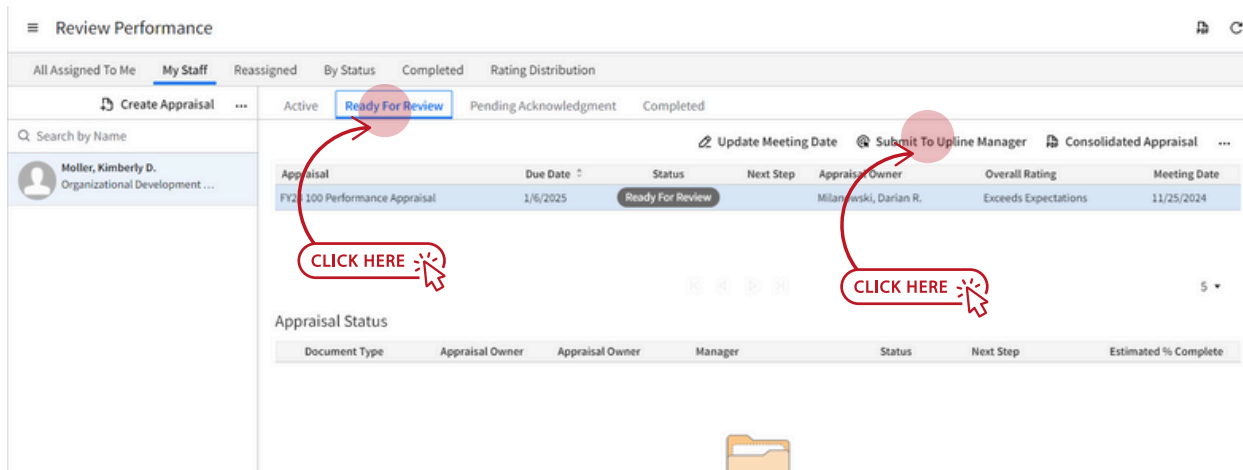 Review Performance
All Assigned To Me My Staff Reassigned By Status Completed Rating Distribution
Create Appraisal ...
Search by Name
Moller, Kimberly D.
Organizational Development ...
Active Ready For Review Pending Acknowledgment Completed
Update Meeting Date Submit To Upline Manager Consolidated Appraisal ...
Appraisal Due Date Status Next Step Appraisal Owner Overall Rating Meeting Date
100 Performance Appraisal 1/6/2025 Ready For Review Milanowski, Darian R. Exceeds Expectations 11/25/2024
CLICK HERE
CLICK HERE
5
Appraisal Status
Document Type Appraisal Owner Appraisal Owner Manager Status Next Step Estimated % Complete